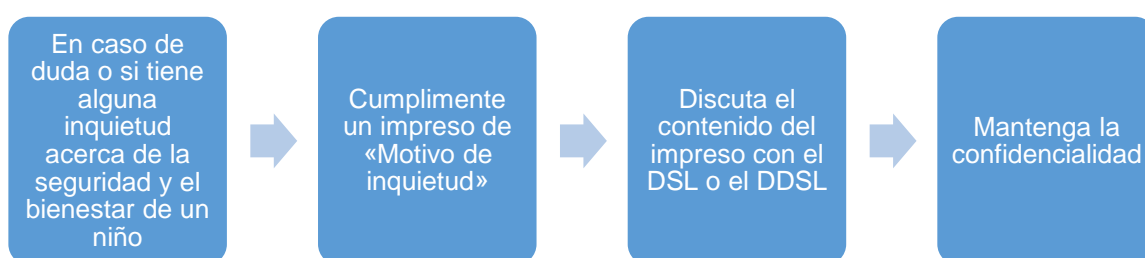 En caso de
duda o si tiene
alguna
inquietud
acerca de la
seguridad y el
bienestar de un
niño
Cumplimente
un impreso de
«Motivo de
inquietud»
Discuta el
contenido del
impreso con el
DSL o el DDSL
Mantenga la
confidencialidad